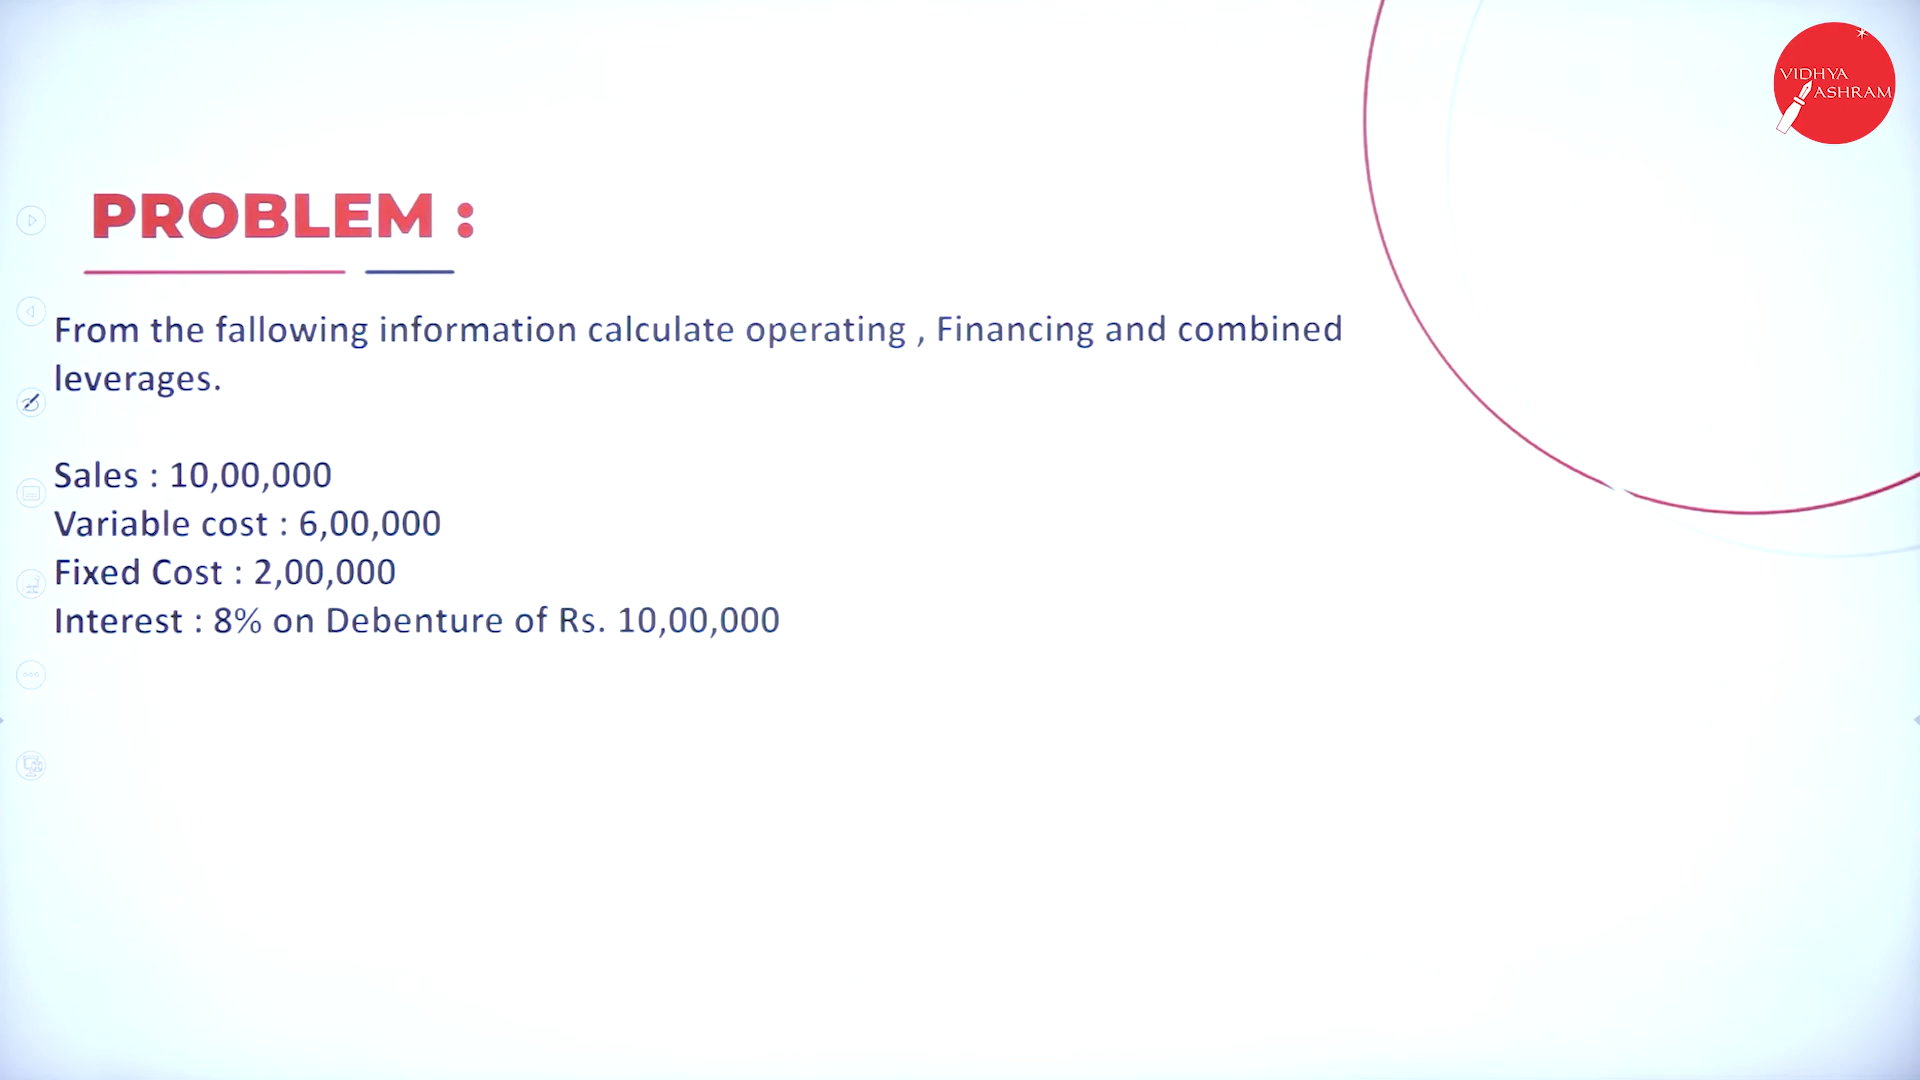 VIDHYA
ASHRAM
PROBLEM :
From the fallowing information calculate operating , Financing and combined
leverages.
Sales : 10,00,000
Variable cost : 6,00,000
Fixed Cost : 2,00,000
Interest : 8% on Debenture of Rs. 10,00,000